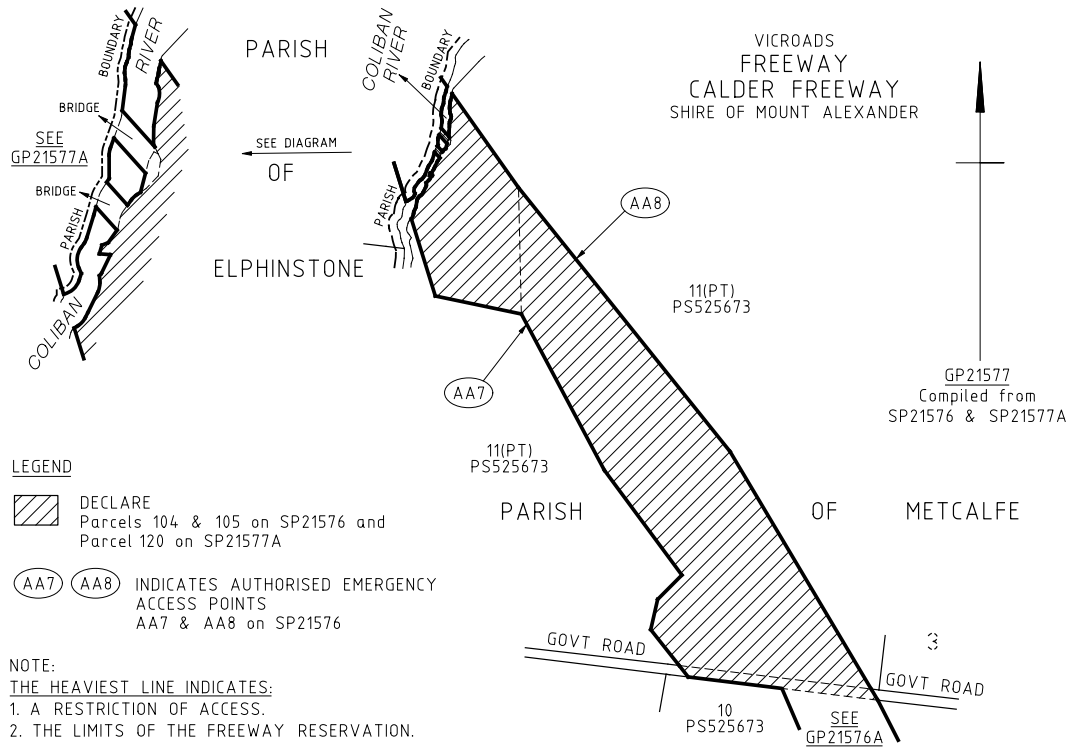 VICROADS
FREEWAY
CALDER FREEWAY
SHIRE OF MOUNT ALEXANDER
PARISH
OF
ELPHINSTONE
BOUNDARY
RIVER
BRIDGE
SEE
GP21577A
BRIDGE
PARISH
COLIBAN
SEE DIAGRAM
COLIBAN
RIVER
BOUNDARY
PARISH
AA8
11(PT)
PS525673
AA7
11(PT)
PS525673
GP21577
Compiled from
SP21576 & SP21577A
PARISH OF METCALFE
LEGEND
DECLARE
Parcels 104 & 105 on SP21576 and
Parcel 120 on SP21577A
AA7 AA8 INDICATES AUTHORISED EMERGENCY
ACCESS POINTS
AA7 & AA8 on SP21576
NOTE:
THE HEAVIEST LINE INDICATES:
1. A RESTRICTION OF ACCESS.
2. THE LIMITS OF THE FREEWAY RESERVATION.
GOVT ROAD
3
GOVT ROAD
10
PS525673
SEE
GP21576A